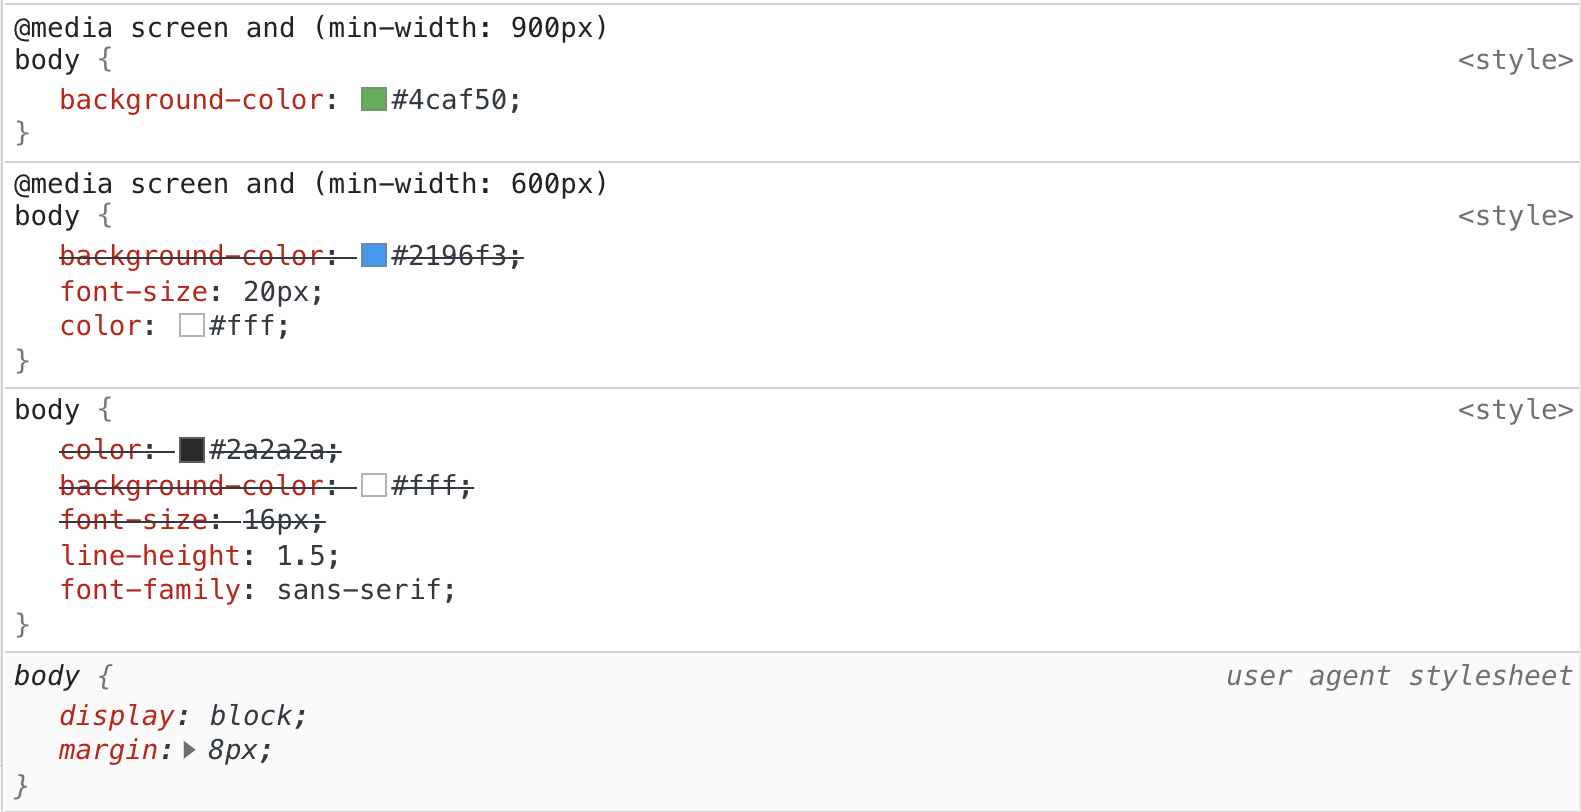 @media screen and (min-width: 900px)
body { <style>
background-color: #4caf50;
}
@media screen and (min-width: 600px)
body { <style>
background-color: #2196f3;
font-size: 20px;
color: #fff;
}
body { <style>
color: #2a2a2a;
background-color: #fff;
font-size: 16px;
line-height: 1.5;
font-family: sans-serif;
}
body { user agent stylesheet
display: block;
margin: 8px;
}